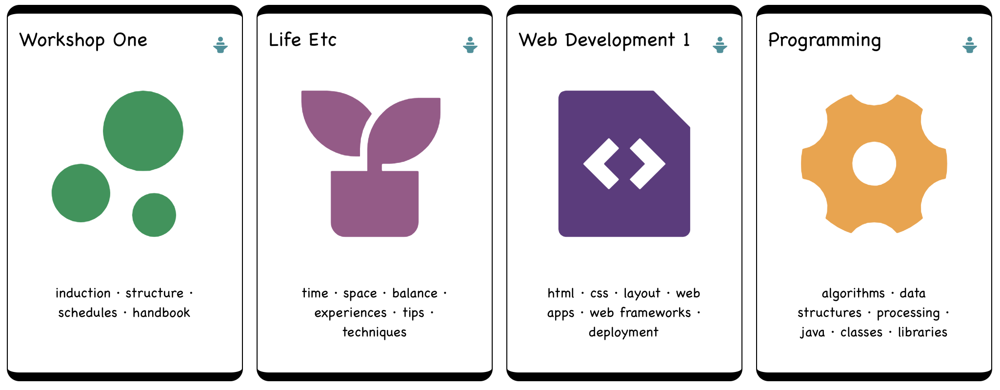 Workshop One
induction · structure ·
schedules · handbook
Life Etc
time · space · balance ·
experiences · tips ·
techniques
Web Development 1
html · css · layout · web
apps · web frameworks ·
deployment
Programming
algorithms · data
structures · processing ·
java · classes · libraries